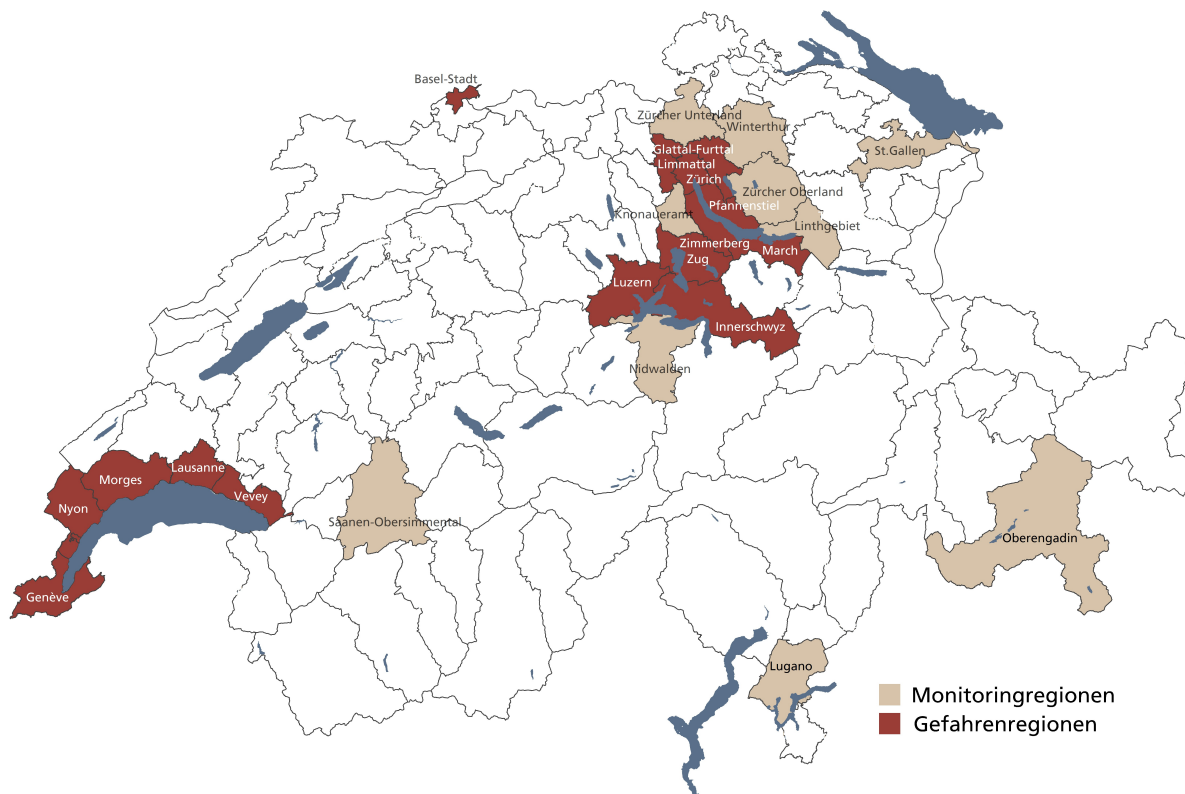 Basel-Stadt
Zürcher Unterland
Winterthur
Glattal-Furttal
St.Gallen
Limmattal
Zürich
Zürcher Oberland
Pfannenstiel
Knonaueramt
Linthgebiet
Zimmerberg
March
Zug
Luzern
Innerschwyz
Nidwalden
Lausanne
Morges
Vevey
Nyon
Saanen-Obersimmental
Oberengadin
Genève
Lugano
Monitoringregionen
Gefahrenregionen